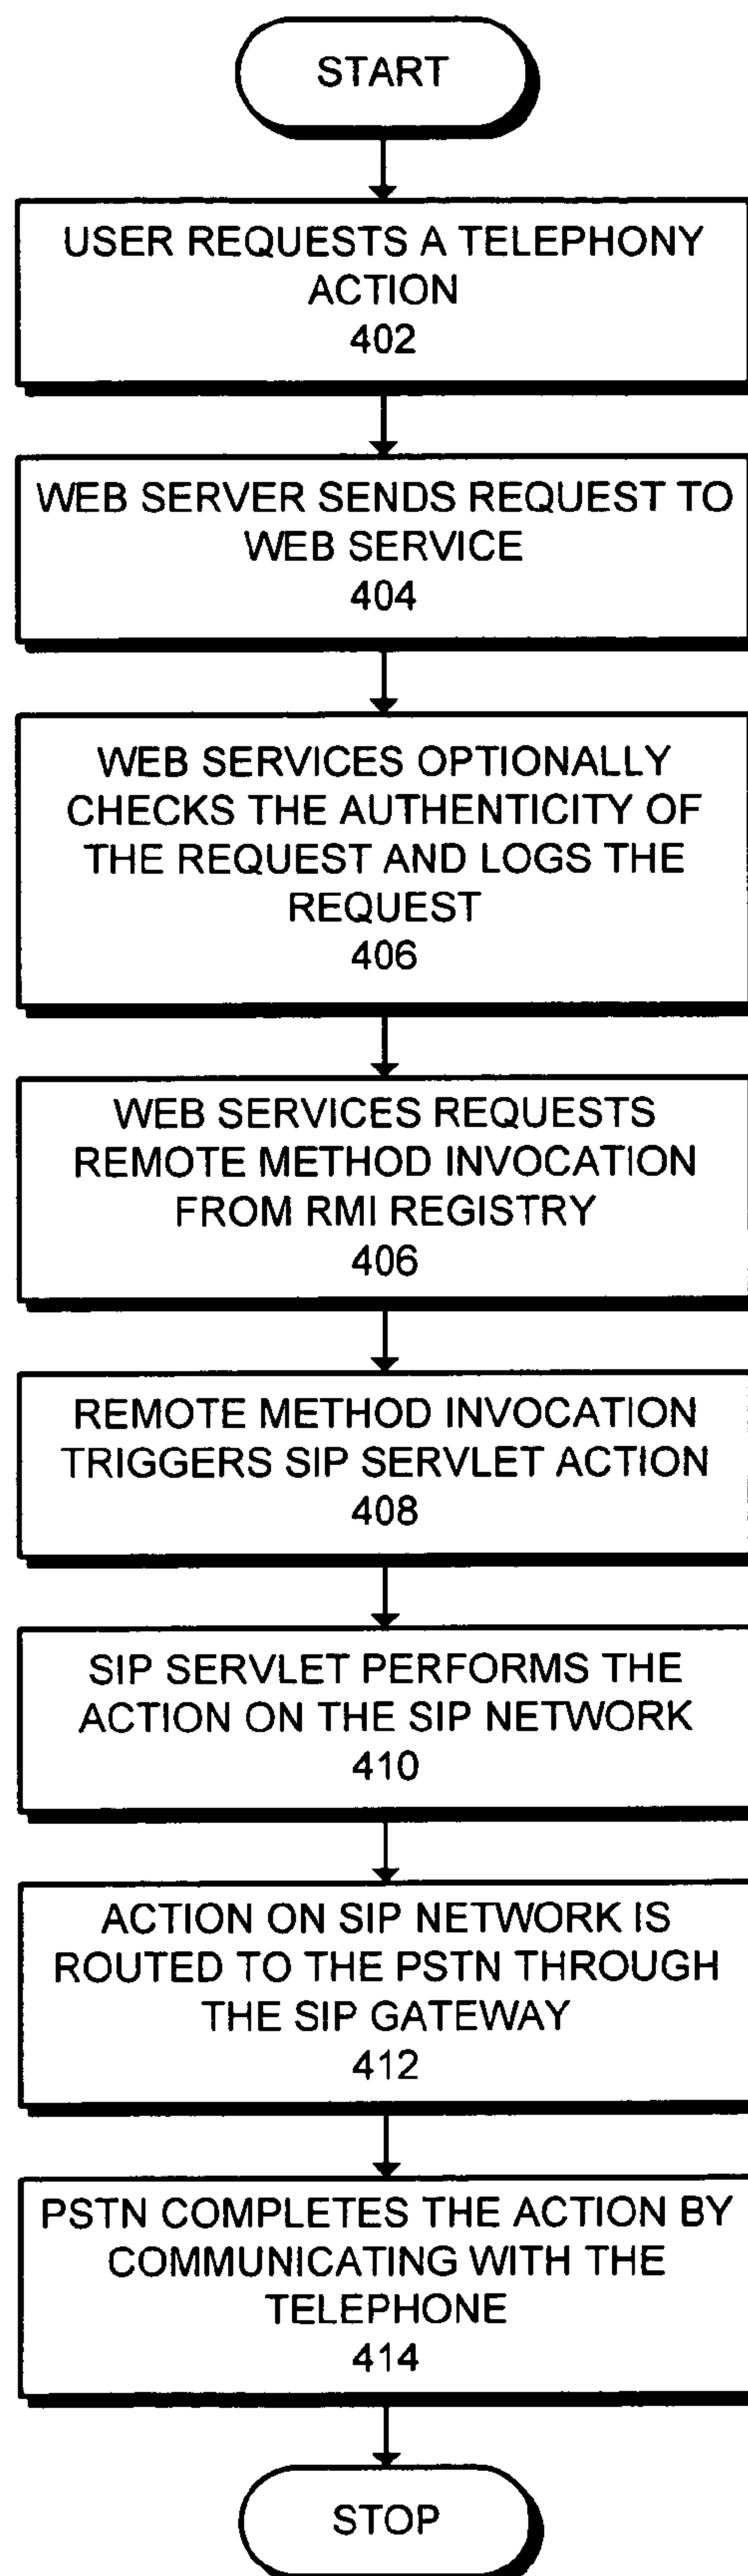 START
USER REQUESTS A TELEPHONY
ACTION
402
WEB SERVER SENDS REQUEST TO
WEB SERVICE
404
WEB SERVICES OPTIONALLY
CHECKS THE AUTHENTICITY OF
THE REQUEST AND LOGS THE
REQUEST
406
WEB SERVICES REQUESTS
REMOTE METHOD INVOCATION
FROM RMI REGISTRY
406
REMOTE METHOD INVOCATION
TRIGGERS SIP SERVLET ACTION
408
SIP SERVLET PERFORMS THE
ACTION ON THE SIP NETWORK
410
ACTION ON SIP NETWORK IS
ROUTED TO THE PSTN THROUGH
THE SIP GATEWAY
412
PSTN COMPLETES THE ACTION BY
COMMUNICATING WITH THE
TELEPHONE
414
STOP